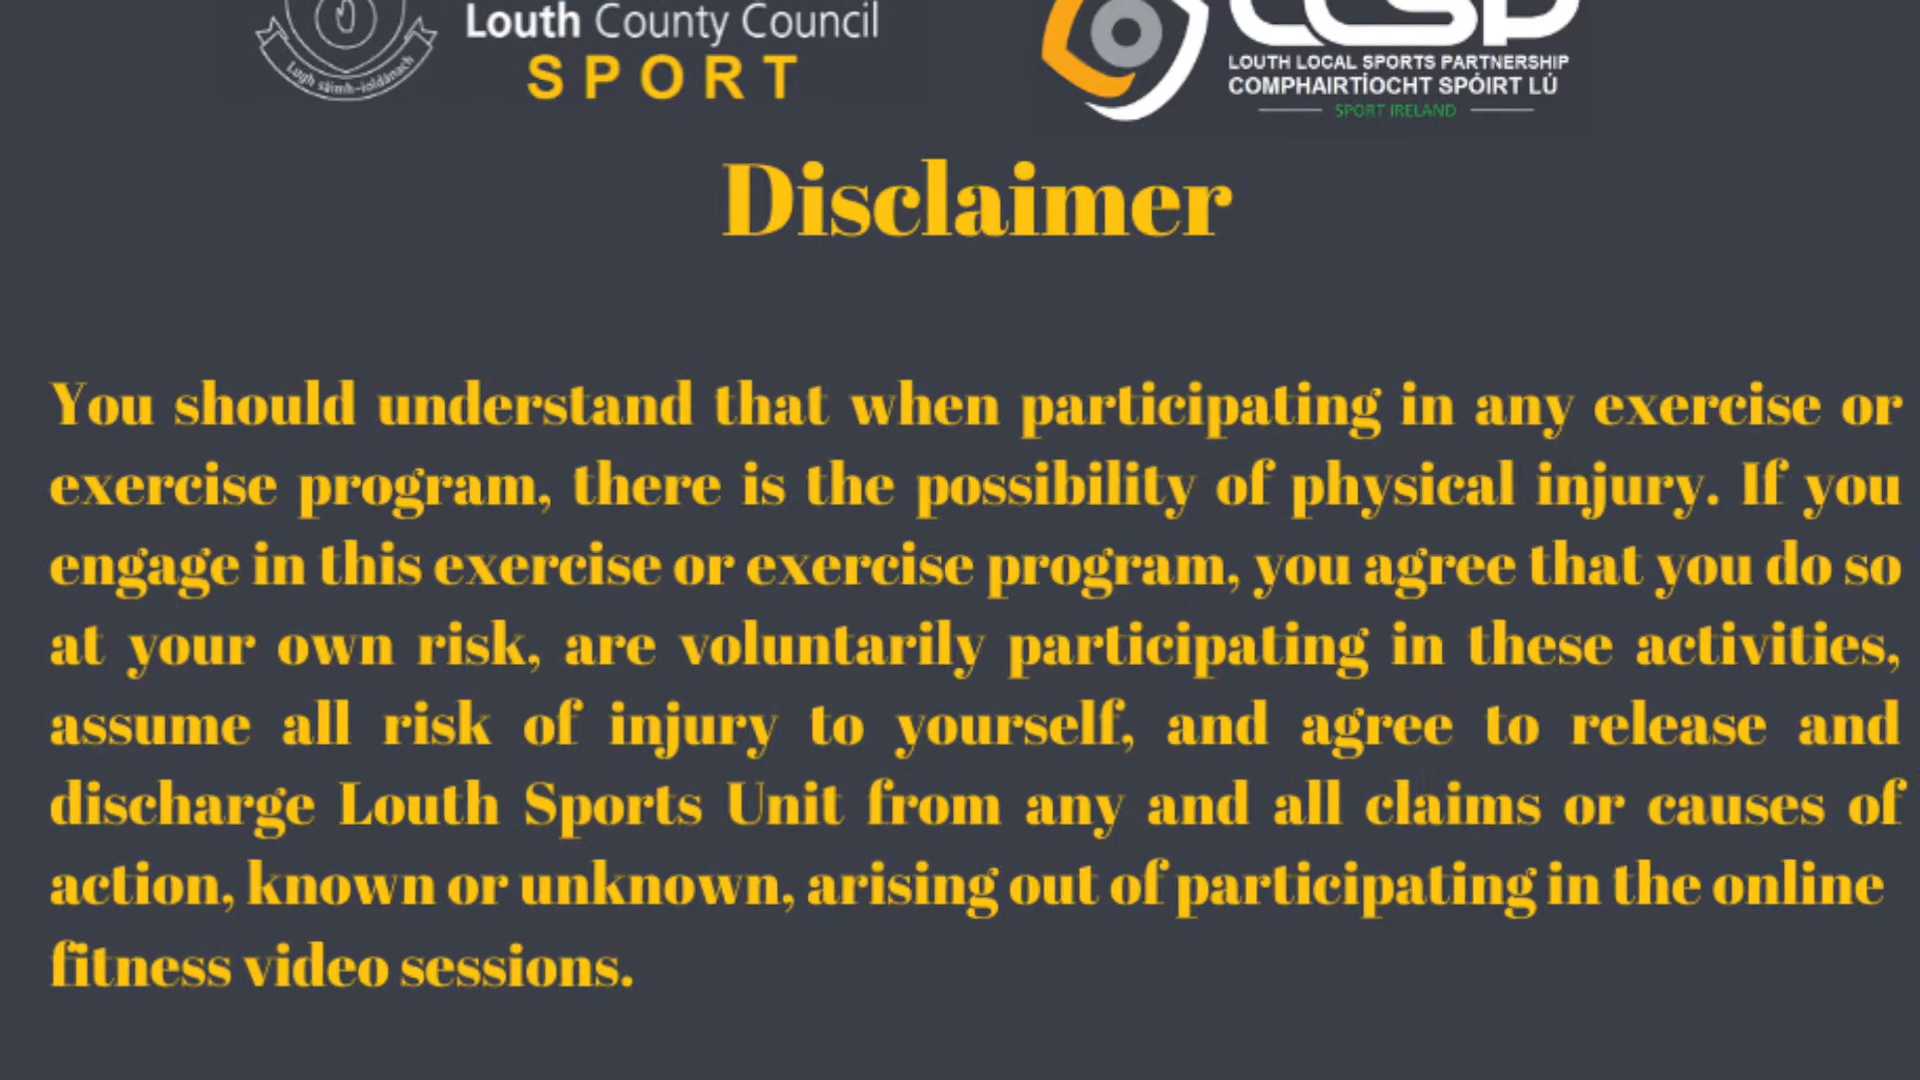 Louth County Council
SPORT
Lugh sáimh-ioldánach
LSP
LOUTH LOCAL SPORTS PARTNERSHIP
COMPHAIRTÍOCHT SPÓIRT LÚ
SPORT IRELAND
Disclaimer
You should understand that when participating in any exercise or
exercise program, there is the possibility of physical injury. If you
engage in this exercise or exercise program, you agree that you do so
at your own risk, are voluntarily participating in these activities,
assume all risk of injury to yourself, and agree to release and
discharge Louth Sports Unit from any and all claims or causes of
action, known or unknown, arising out of participating in the online
fitness video sessions.